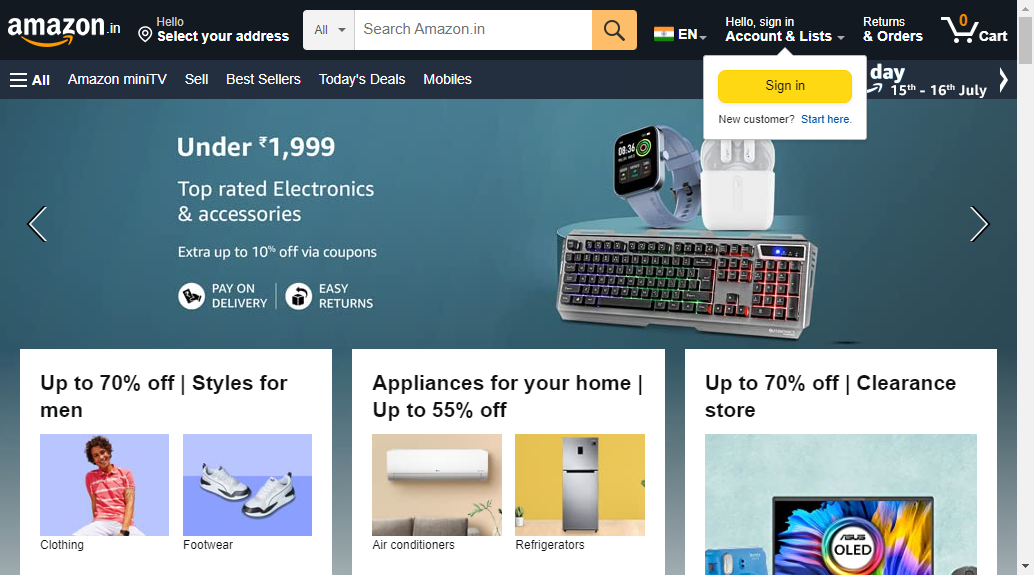 amazon.in
Hello
Select your address
All
Search Amazon.in
EN
Hello, sign in
Account & Lists
Returns
& Orders
0
Cart
All
Amazon miniTV
Sell
Best Sellers
Today's Deals
Mobiles
day
15th - 16th July
Sign in
New customer? Start here.
Under ₹1,999
Top rated Electronics
& accessories
Extra up to 10% off via coupons
PAY ON
DELIVERY
EASY
RETURNS
08:36
Up to 70% off | Styles for
men
Clothing
Footwear
Appliances for your home |
Up to 55% off
Air conditioners
Refrigerators
Up to 70% off | Clearance
store
ASUS
OLED